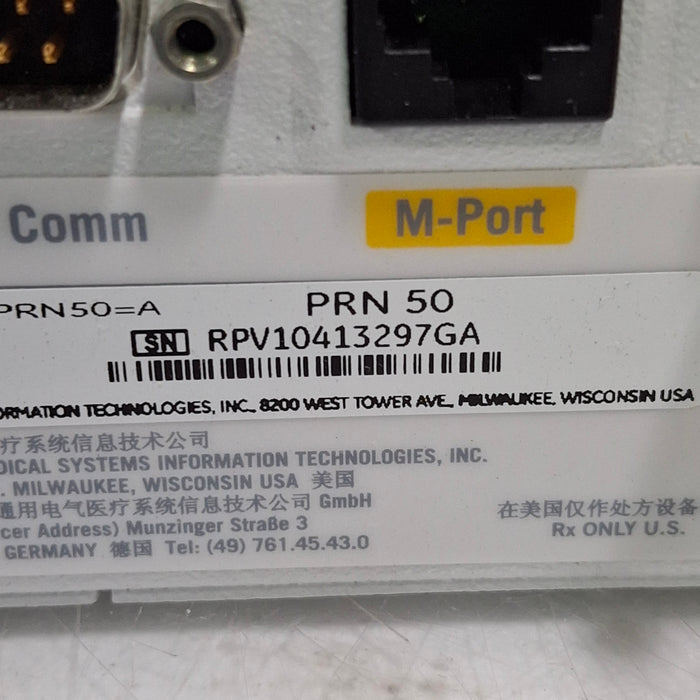 Comm
M-Port
PRN50=A PRN 50
SN RPV10413297GA
ORMATION TECHNOLOGIES, INC., 8200 WEST TOWER AVE., MILWAUKEE, WISCONSIN USA
疗系统信息技术公司
DICAL SYSTEMS INFORMATION TECHNOLOGIES, INC.
. MILWAUKEE, WISCONSIN USA 美国
通用电气医疗系统信息技术公司 GmbH
cer Address) Munzinger Straße 3
GERMANY 德国 Tel: (49) 761.45.43.0
在美国仅作处方设备
Rx ONLY U.S.